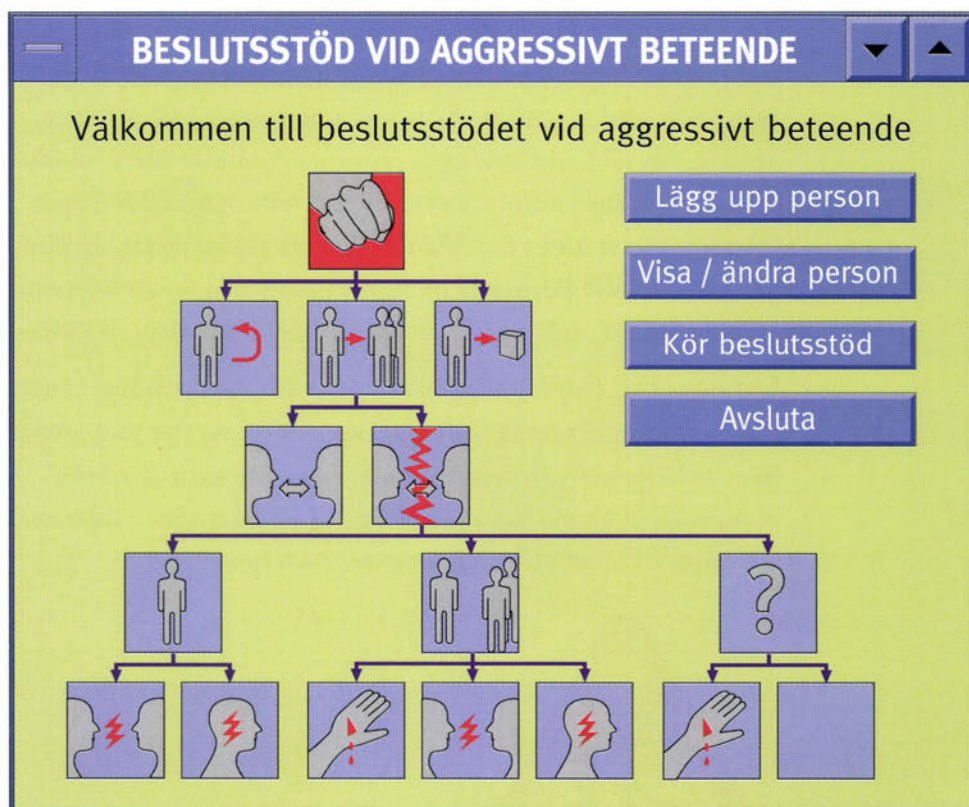 BESLUTSSTÖD VID AGGRESSIVT BETEENDE
Välkommen till beslutsstödet vid aggressivt beteende
Lägg upp person
Visa / ändra person
Kör beslutsstöd
Avsluta
?